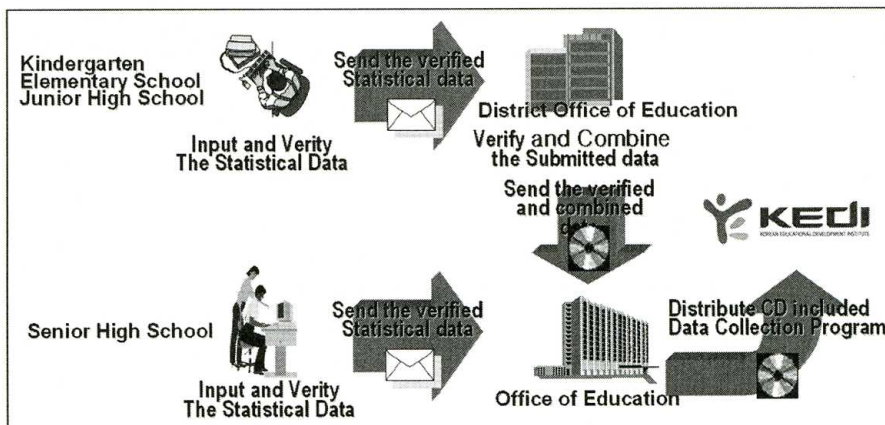 Kindergarten
Elementary School
Junior High School
Input and Verity
The Statistical Data
Send the verified
Statistical data
District Office of Education
Verify and Combine
the Submitted data
Send the verified
and combined
data
KEDI
KOREAN EDUCATIONAL DEVELOPMENT INSTITUTE
Senior High School
Input and Verity
The Statistical Data
Send the verified
Statistical data
Office of Education
Distribute CD included
Data Collection Program